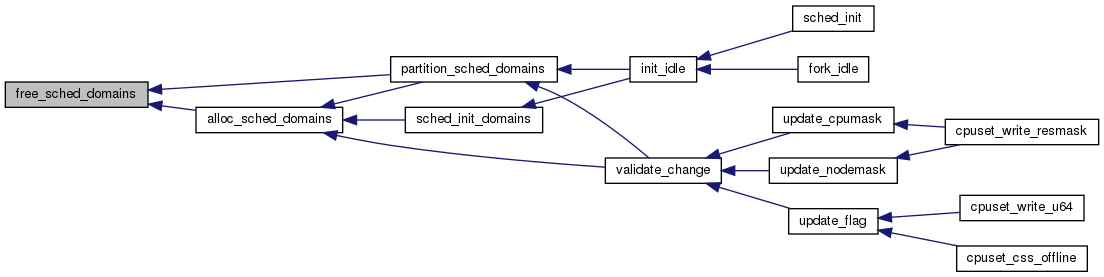 sched_init
partition_sched_domains
init_idle
fork_idle
free_sched_domains
alloc_sched_domains
sched_init_domains
update_cpumask
cpuset_write_resmask
validate_change
update_nodemask
cpuset_write_u64
update_flag
cpuset_css_offline